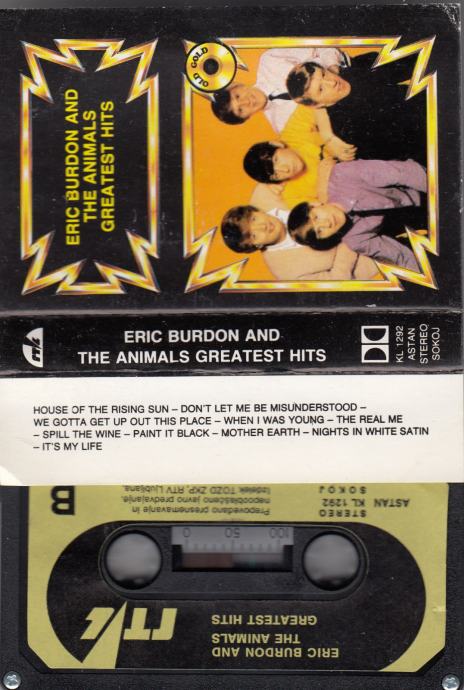 ERIC BURDON AND
THE ANIMALS
GREATEST HITS
OLD GOLD
RTL
ERIC BURDON AND
THE ANIMALS GREATEST HITS
KL 1292
ASTAN
STEREO
SOKOJ
HOUSE OF THE RISING SUN – DON'T LET ME BE MISUNDERSTOOD –
WE GOTTA GET UP OUT THIS PLACE – WHEN I WAS YOUNG – THE REAL ME
– SPILL THE WINE – PAINT IT BLACK – MOTHER EARTH – NIGHTS IN WHITE SATIN
– IT'S MY LIFE
ERIC BURDON AND
THE ANIMALS
GREATEST HITS
RTL
100 50 0
Izdelek TOZD ZKP, RTV Ljubljana.
Prepovedano presnemavanje in
nepooblaščeno javno predvajanje.
B
STEREO
ASTAN KL 1292
SOKOJ